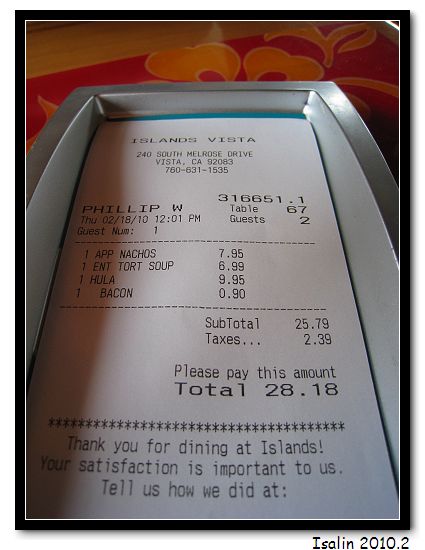 ISLANDS VISTA
240 SOUTH MELROSE DRIVE
VISTA, CA 92083
760-631-1535
316651.1
PHILLIP W Table 67
Thu 02/18/10 12:01 PM Guests 2
Guest Num: 1
1 APP NACHOS 7.95
1 ENT TORT SOUP 6.99
1 HULA 9.95
1 BACON 0.90
SubTotal 25.79
Taxes... 2.39
Please pay this amount
Total 28.18
****************************************
Thank you for dining at Islands!
Your satisfaction is important to us.
Tell us how we did at:
Isalin 2010.2